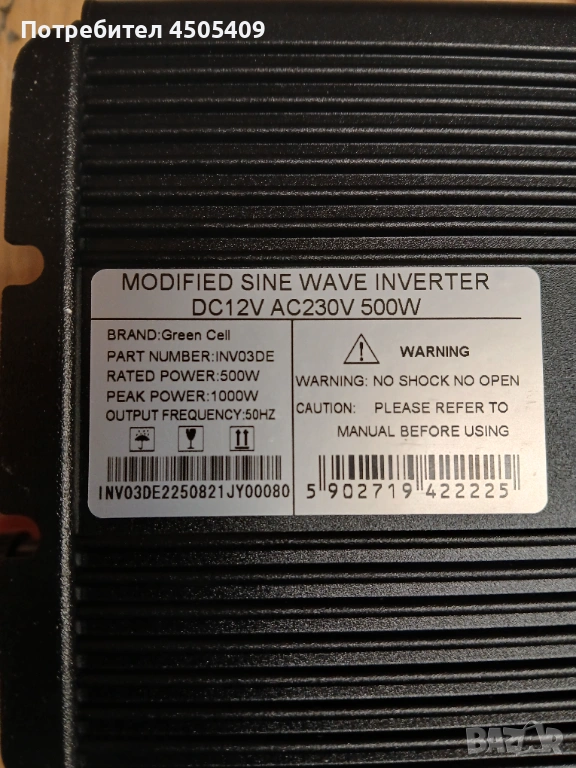 Потребител 4505409
MODIFIED SINE WAVE INVERTER
DC12V AC230V 500W
BRAND:Green Cell
PART NUMBER:INV03DE
RATED POWER:500W
PEAK POWER:1000W
OUTPUT FREQUENCY:50HZ
INV03DE2250821JY00080
WARNING
WARNING: NO SHOCK NO OPEN
CAUTION: PLEASE REFER TO
MANUAL BEFORE USING
5 902719 422225
BAZAR